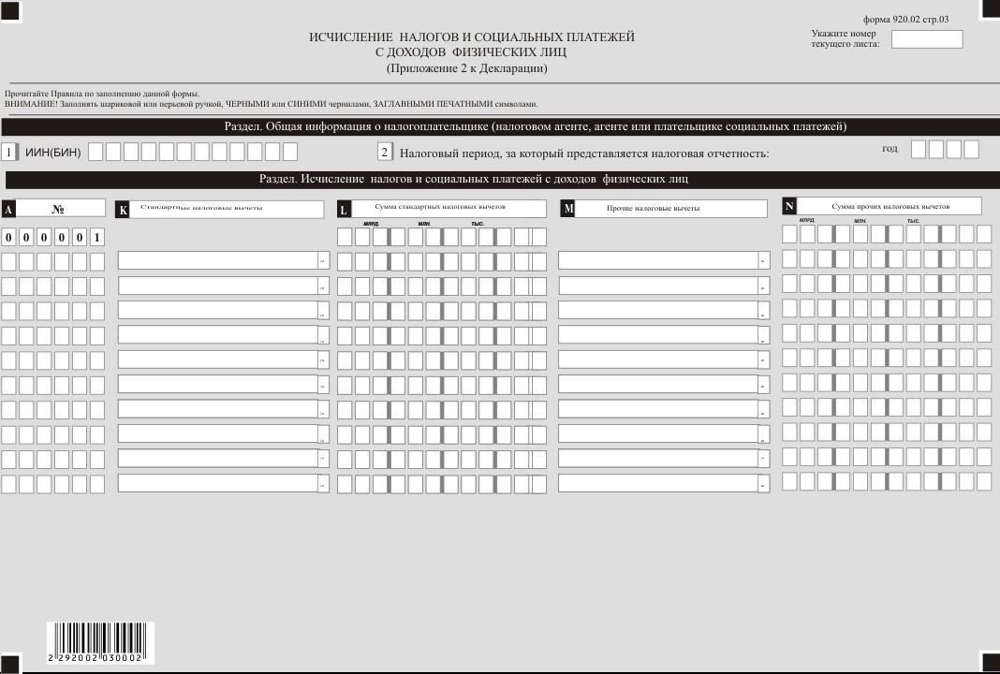 форма 920.02 стр.03
ИСЧИСЛЕНИЕ НАЛОГОВ И СОЦИАЛЬНЫХ ПЛАТЕЖЕЙ
С ДОХОДОВ ФИЗИЧЕСКИХ ЛИЦ
(Приложение 2 к Декларации)
Укажите номер
текущего листа:
Прочитайте Правила по заполнению данной формы.
ВНИМАНИЕ! Заполнять шариковой или перьевой ручкой, ЧЕРНЫМИ или СИНИМИ чернилами, ЗАГЛАВНЫМИ ПЕЧАТНЫМИ символами.
Раздел. Общая информация о налогоплательщике (налоговом агенте, агенте или плательщике социальных платежей)
1 ИИН(БИН) 2 Налоговый период, за который представляется налоговая отчетность: год
Раздел. Исчисление налогов и социальных платежей с доходов физических лиц
A № K Стандартные налоговые вычеты L Сумма стандартных налоговых вычетов M Прочие налоговые вычеты N Сумма прочих налоговых вычетов
МЛРД. МЛН. ТЫС. МЛРД. МЛН. ТЫС.
0 0 0 0 0 1
2 292002 030002